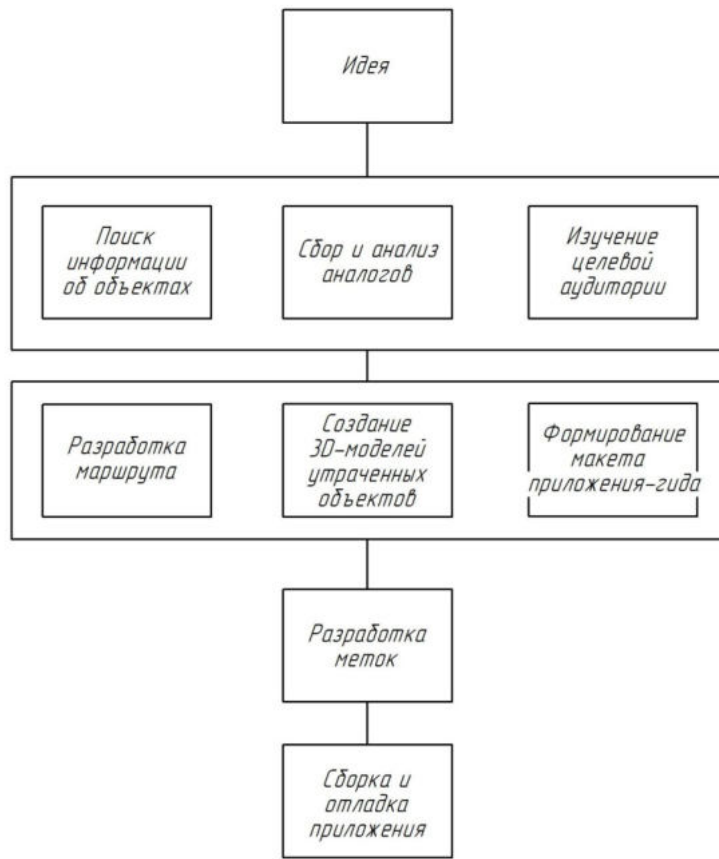 Идея
Поиск
информации
об объектах
Сбор и анализ
аналогов
Изучение
целевой
аудитории
Разработка
маршрута
Создание
3D-моделей
утраченных
объектов
Формирование
макета
приложения-гида
Разработка
меток
Сборка и
отладка
приложения